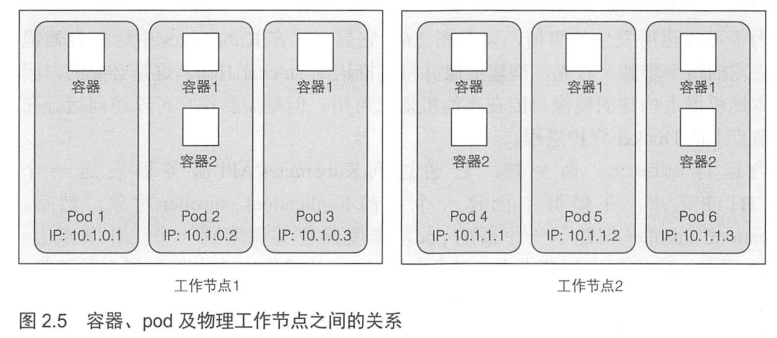 容器 容器1 容器1 容器1 容器1 容器1
容器2 容器2 容器2
Pod 1 Pod 2 Pod 3 Pod 4 Pod 5 Pod 6
IP: 10.1.0.1 IP: 10.1.0.2 IP: 10.1.0.3 IP: 10.1.1.1 IP: 10.1.1.2 IP: 10.1.1.3
工作节点1 工作节点2
图 2.5 容器、pod 及物理工作节点之间的关系